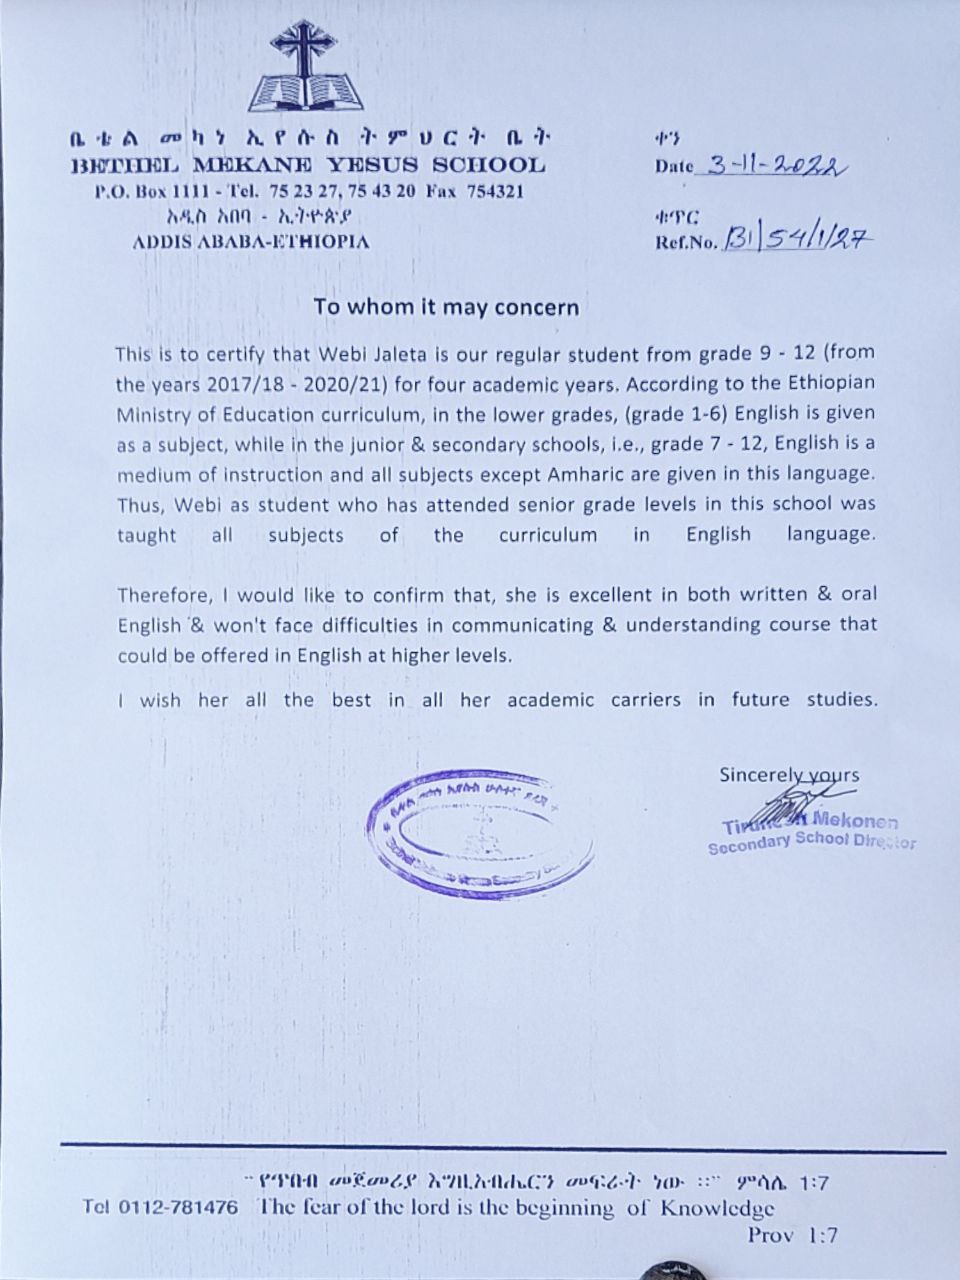 ቤቴል መካነ ኢየሱስ ትምህርት ቤት
BETHEL MEKANE YESUS SCHOOL
P.O. Box 1111 - Tel. 75 23 27, 75 43 20 Fax 754321
አዲስ አበባ - ኢትዮጵያ
ADDIS ABABA-ETHIOPIA
ቀን
Date 3-11-2022
ቁጥር
Ref.No. B1/54/1/27
To whom it may concern
This is to certify that Webi Jaleta is our regular student from grade 9 - 12 (from
the years 2017/18 - 2020/21) for four academic years. According to the Ethiopian
Ministry of Education curriculum, in the lower grades, (grade 1-6) English is given
as a subject, while in the junior & secondary schools, i.e., grade 7 - 12, English is a
medium of instruction and all subjects except Amharic are given in this language.
Thus, Webi as student who has attended senior grade levels in this school was
taught all subjects of the curriculum in English language.
Therefore, I would like to confirm that, she is excellent in both written & oral
English & won't face difficulties in communicating & understanding course that
could be offered in English at higher levels.
I wish her all the best in all her academic carriers in future studies.
Sincerely yours
Mekonen
Secondary School Director
"የጥበብ መጀመሪያ እግዚአብሔርን መፍራት ነው ።" ምሳሌ 1:7
Tel 0112-781476 The fear of the lord is the beginning of Knowledge
Prov 1:7